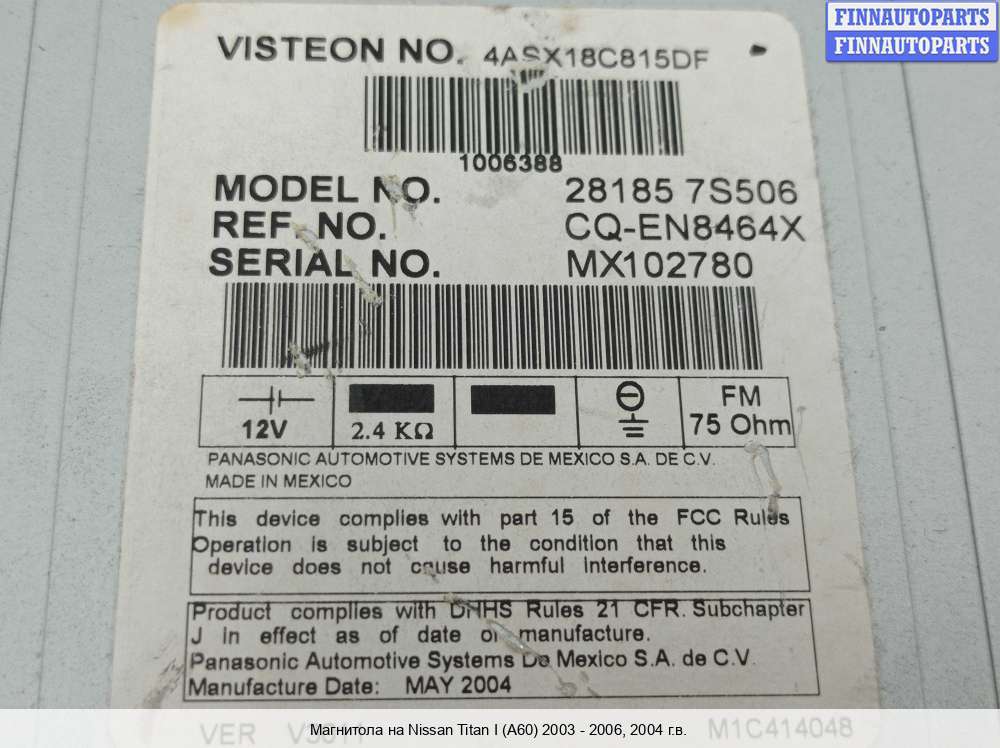 FINNAUTOPARTS
FINNAUTOPARTS
VISTEON NO. 4ASX18C815DF
1006388
MODEL NO. 28185 7S506
REF. NO. CQ-EN8464X
SERIAL NO. MX102780
12V
2.4 KΩ
FM
75 Ohm
PANASONIC AUTOMOTIVE SYSTEMS DE MEXICO S.A. DE C.V.
MADE IN MEXICO
This device complies with part 15 of the FCC Rules
Operation is subject to the condition that this
device does not cause harmful interference.
Product complies with DHHS Rules 21 CFR. Subchapter
J in effect as of date of manufacture.
Panasonic Automotive Systems De Mexico S.A. de C.V.
Manufacture Date: MAY 2004
VER M1C414048
Магнитола на Nissan Titan I (A60) 2003 - 2006, 2004 г.в.